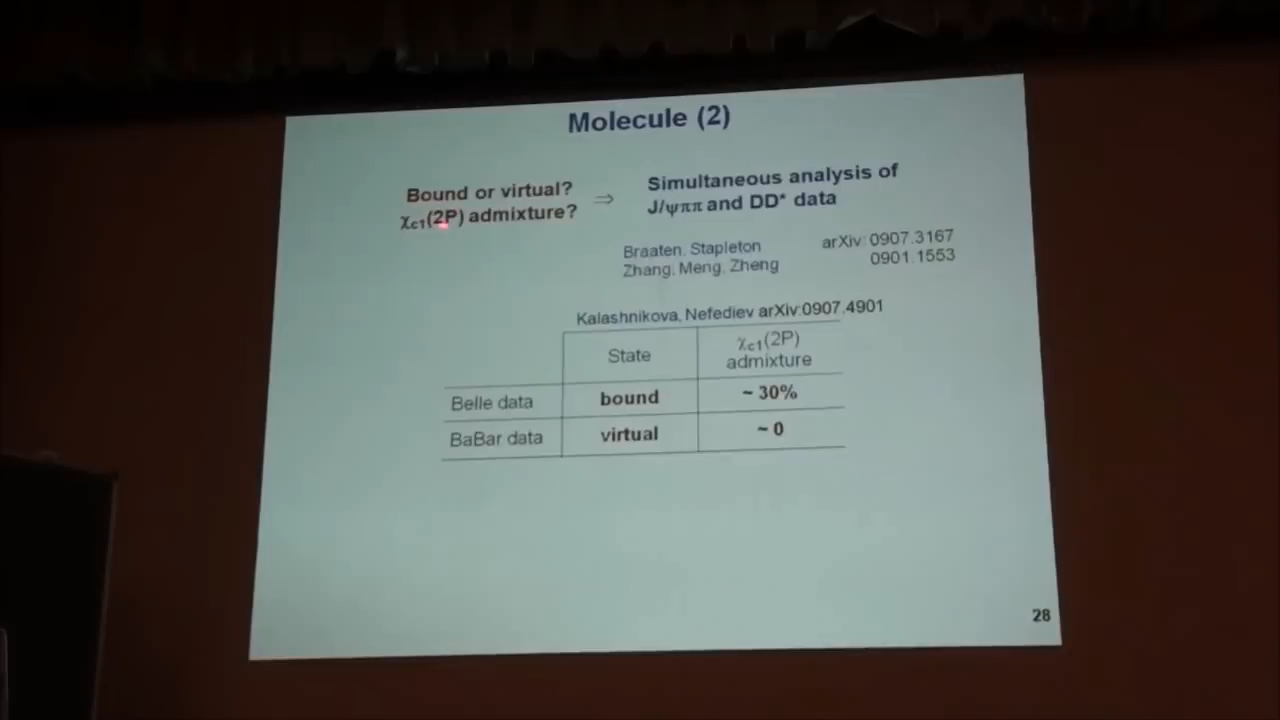 Molecule (2)
Bound or virtual?
χc1(2P) admixture?
⇒
Simultaneous analysis of
J/ψππ and DD* data
Braaten, Stapleton arXiv: 0907.3167
Zhang, Meng, Zheng 0901.1553
Kalashnikova, Nefediev arXiv:0907.4901
State χc1(2P) admixture
Belle data bound ~ 30%
BaBar data virtual ~ 0
28